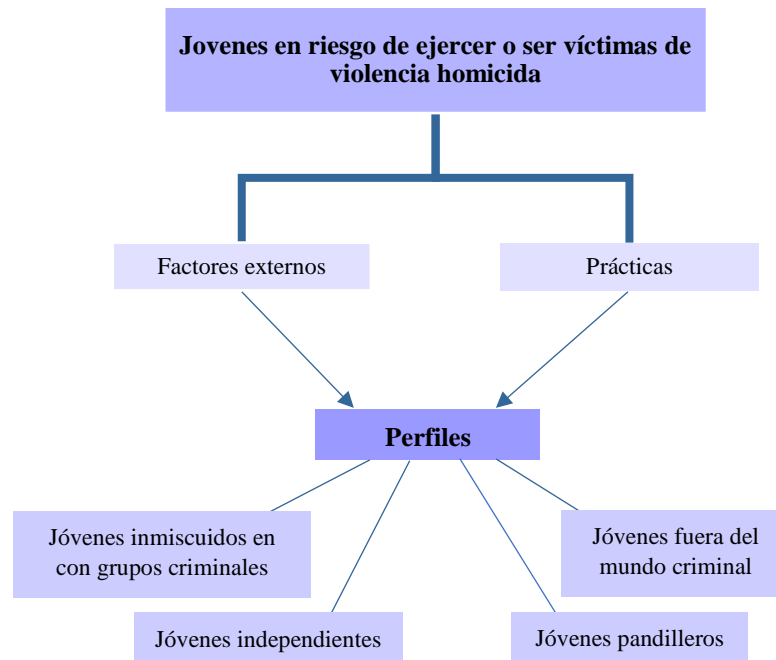 Jovenes en riesgo de ejercer o ser víctimas de
violencia homicida
Factores externos
Prácticas
Perfiles
Jóvenes inmiscuidos en
con grupos criminales
Jóvenes fuera del
mundo criminal
Jóvenes independientes
Jóvenes pandilleros